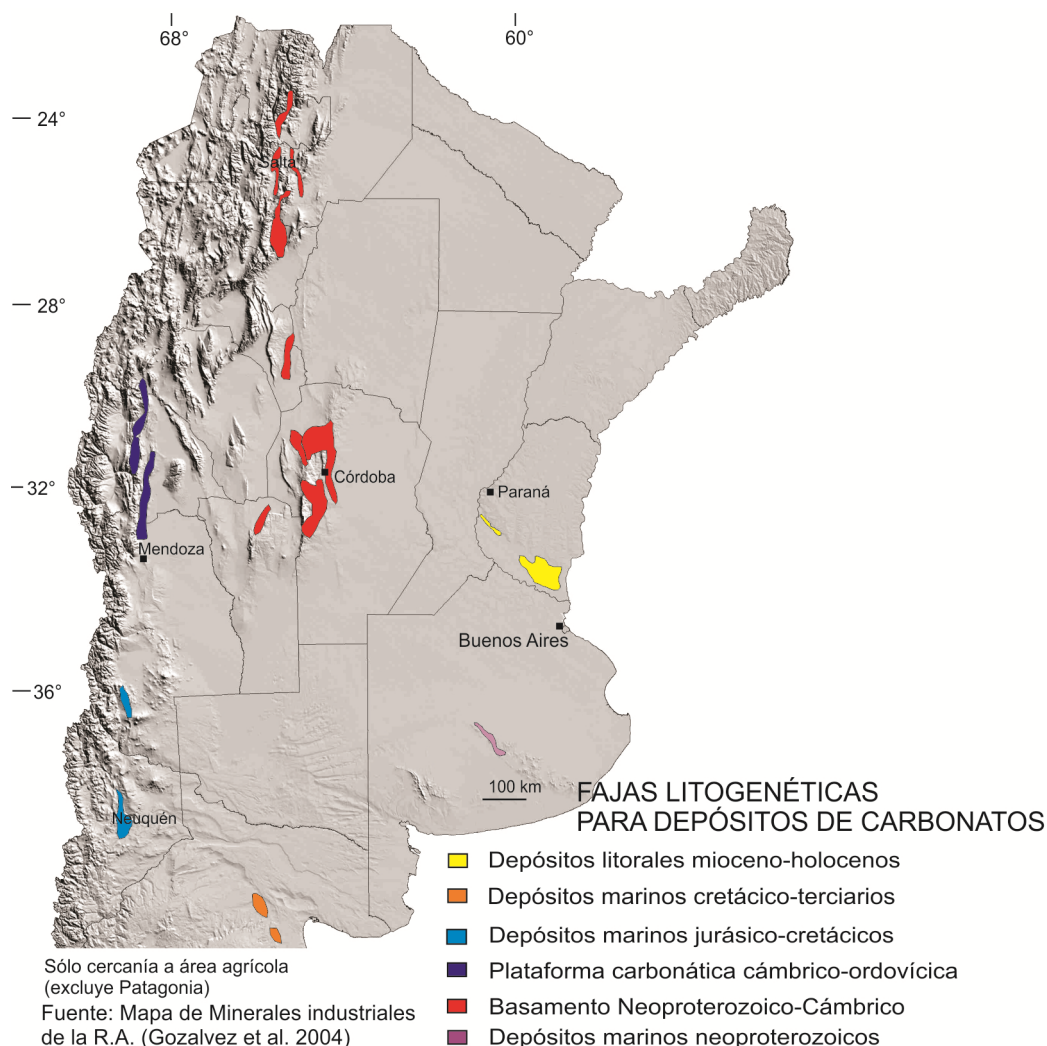 68°
60°
24°
Salta
28°
32°
Córdoba
Paraná
Mendoza
Buenos Aires
36°
100 km
Neuquén
FAJAS LITOGENÉTICAS
PARA DEPÓSITOS DE CARBONATOS
Depósitos litorales mioceno-holocenos
Depósitos marinos cretácico-terciarios
Depósitos marinos jurásico-cretácicos
Plataforma carbonática cámbrico-ordovícica
Basamento Neoproterozoico-Cámbrico
Depósitos marinos neoproterozoicos
Sólo cercanía a área agrícola
(excluye Patagonia)
Fuente: Mapa de Minerales industriales
de la R.A. (Gozalvez et al. 2004)